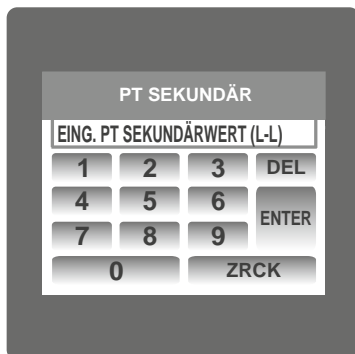 PT SEKUNDÄR
EING. PT SEKUNDÄRWERT (L-L)
1 2 3 DEL
4 5 6 ENTER
7 8 9
0 ZRCK